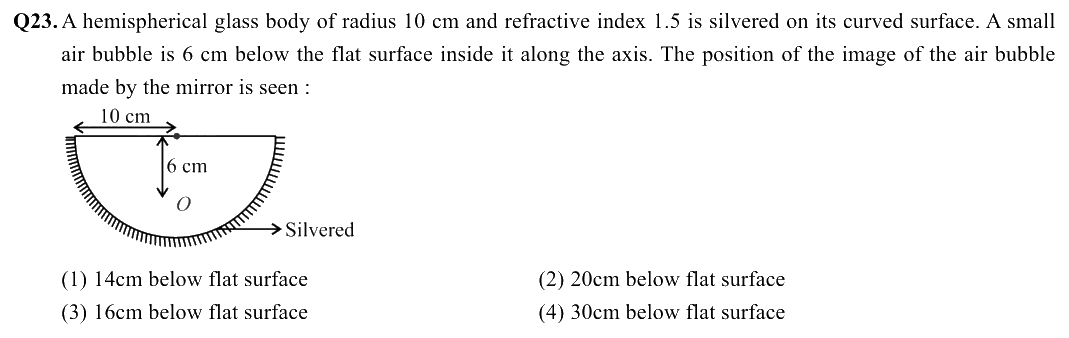 Q23. A hemispherical glass body of radius 10 cm and refractive index 1.5 is silvered on its curved surface. A small
air bubble is 6 cm below the flat surface inside it along the axis. The position of the image of the air bubble
made by the mirror is seen :
10 cm
6 cm
O
Silvered
(1) 14cm below flat surface
(2) 20cm below flat surface
(3) 16cm below flat surface
(4) 30cm below flat surface